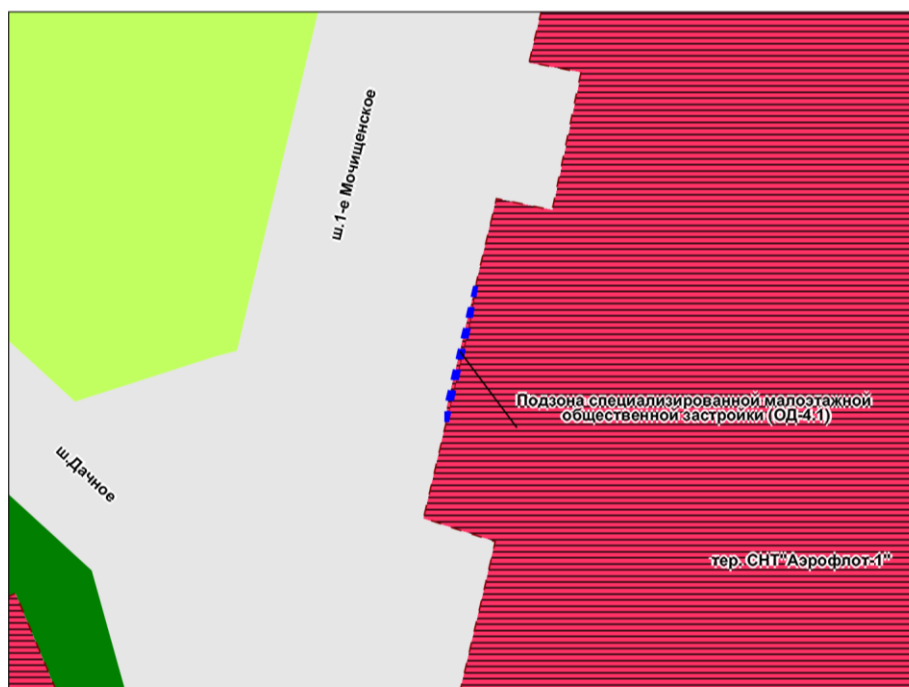 ш.1-е Мочищенское
Подзона специализированной малоэтажной
общественной застройки (ОД-4.1)
ш.Дачное
тер. СНТ"Аэрофлот-1"